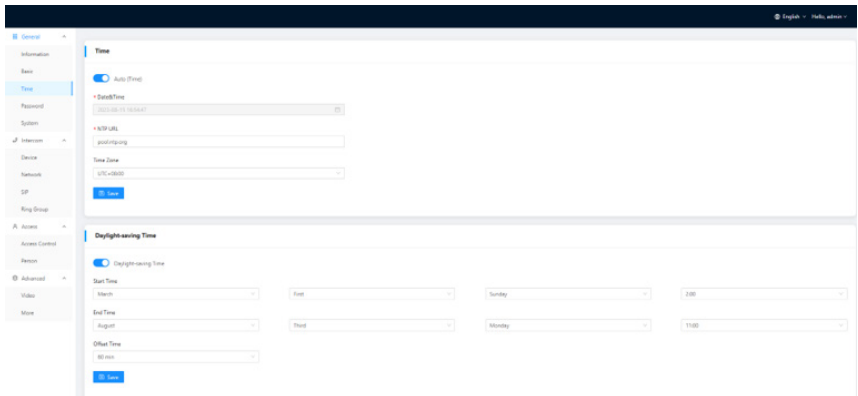 English Hello, admin
General
Information
Basic
Time
Password
System
Intercom
Device
Network
SIP
Ring Group
Access
Access Control
Person
Advanced
Video
More
Time
Auto (Time)
* Date&Time
* NTP URL
pool.ntp.org
Time Zone
UTC+08:00
Save
Daylight-saving Time
Daylight-saving Time
Start Time
March First Sunday 2:00
End Time
August Third Monday 11:00
Offset Time
60 min
Save